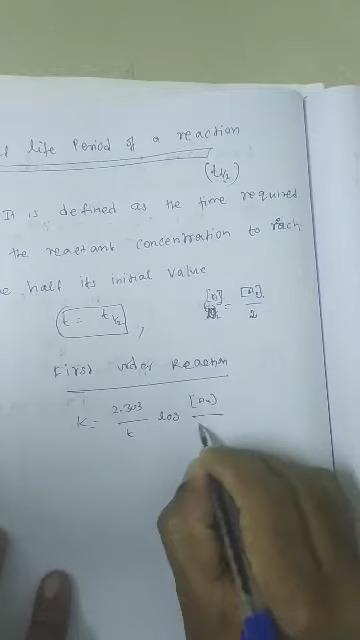 life Period of a reaction
(t½)
It is defined as the time required
the reactant concentration to reach
half its initial value
t = t½ , [A] = [A₀] / 2
First order Reaction
K = 2.303 / t log [A₀]